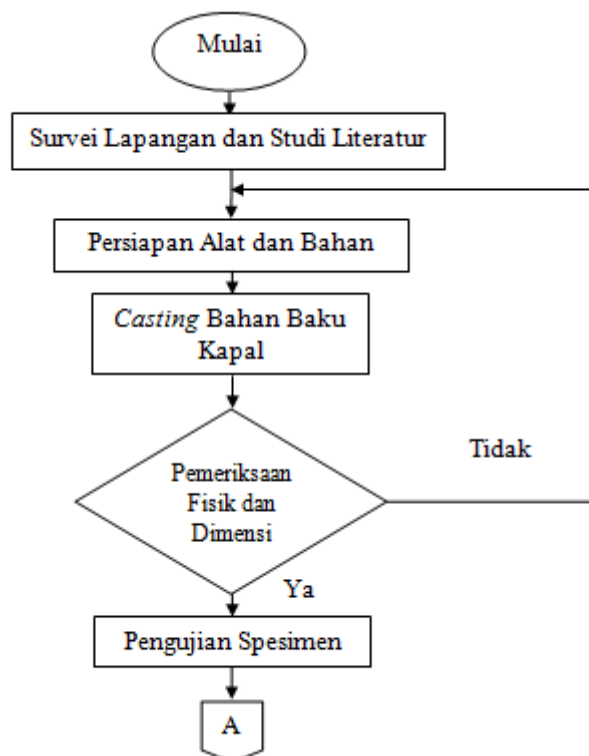 Mulai
Survei Lapangan dan Studi Literatur
Persiapan Alat dan Bahan
Casting Bahan Baku
Kapal
Pemeriksaan
Fisik dan
Dimensi
Tidak
Ya
Pengujian Spesimen
A